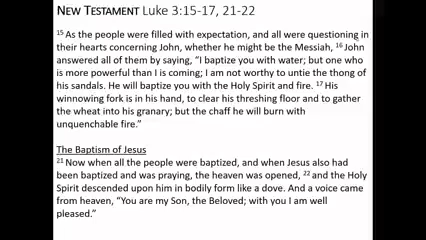 NEW TESTAMENT Luke 3:15-17, 21-22
15 As the people were filled with expectation, and all were questioning in
their hearts concerning John, whether he might be the Messiah, 16 John
answered all of them by saying, “I baptize you with water; but one who
is more powerful than I is coming; I am not worthy to untie the thong of
his sandals. He will baptize you with the Holy Spirit and fire. 17 His
winnowing fork is in his hand, to clear his threshing floor and to gather
the wheat into his granary; but the chaff he will burn with
unquenchable fire.”
The Baptism of Jesus
21 Now when all the people were baptized, and when Jesus also had
been baptized and was praying, the heaven was opened, 22 and the Holy
Spirit descended upon him in bodily form like a dove. And a voice came
from heaven, “You are my Son, the Beloved; with you I am well
pleased.”